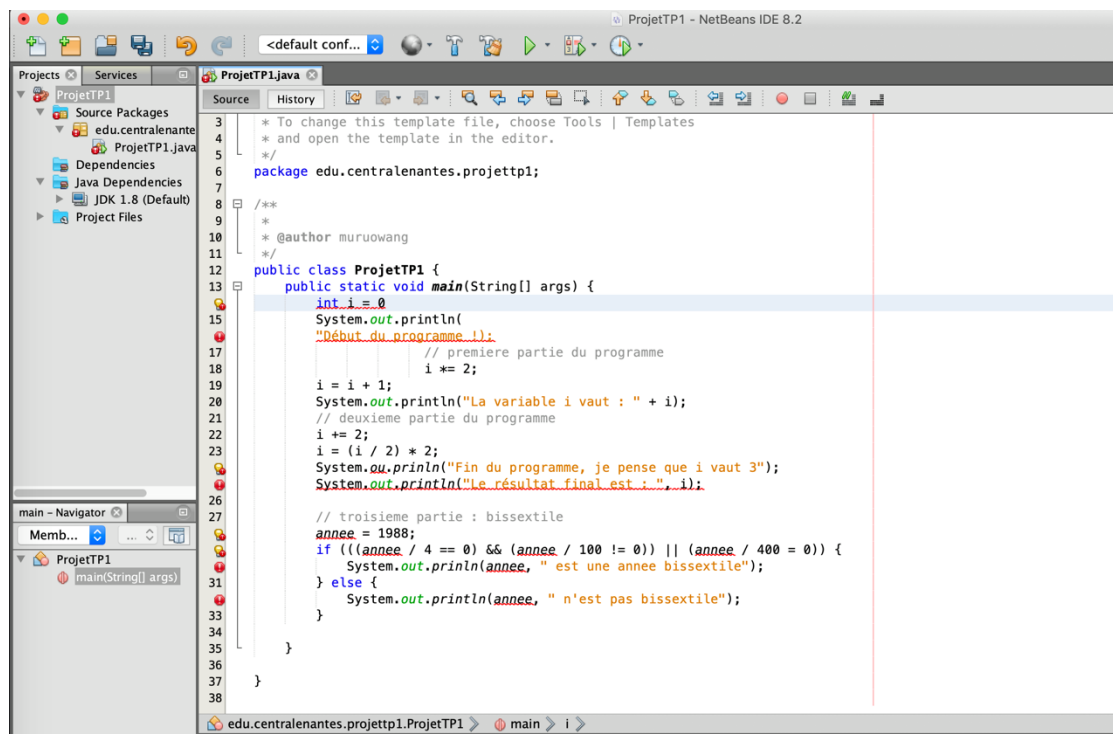 ProjetTP1 - NetBeans IDE 8.2
<default conf...
Projects
Services
ProjetTP1
Source Packages
edu.centralenante
ProjetTP1.java
Dependencies
Java Dependencies
JDK 1.8 (Default)
Project Files
main - Navigator
Memb...
...
ProjetTP1
main(String[] args)
ProjetTP1.java
Source
History
3 * To change this template file, choose Tools | Templates
4 * and open the template in the editor.
5 */
6 package edu.centralenantes.projettp1;
7
8 /**
9 *
10 * @author muruowang
11 */
12 public class ProjetTP1 {
13 public static void main(String[] args) {
int i = 0
15 System.out.println(
"Début du programme !);
17 // premiere partie du programme
18 i *= 2;
19 i = i + 1;
20 System.out.println("La variable i vaut : " + i);
21 // deuxieme partie du programme
22 i += 2;
23 i = (i / 2) * 2;
System.ou.prinln("Fin du programme, je pense que i vaut 3");
System.out.println("Le résultat final est : ", i);
26
27 // troisieme partie : bissextile
annee = 1988;
if (((annee / 4 == 0) && (annee / 100 != 0)) || (annee / 400 = 0)) {
System.out.prinln(annee, " est une annee bissextile");
31 } else {
System.out.println(annee, " n'est pas bissextile");
33 }
34
35 }
36
37 }
38
edu.centralenantes.projettp1.ProjetTP1
main
i